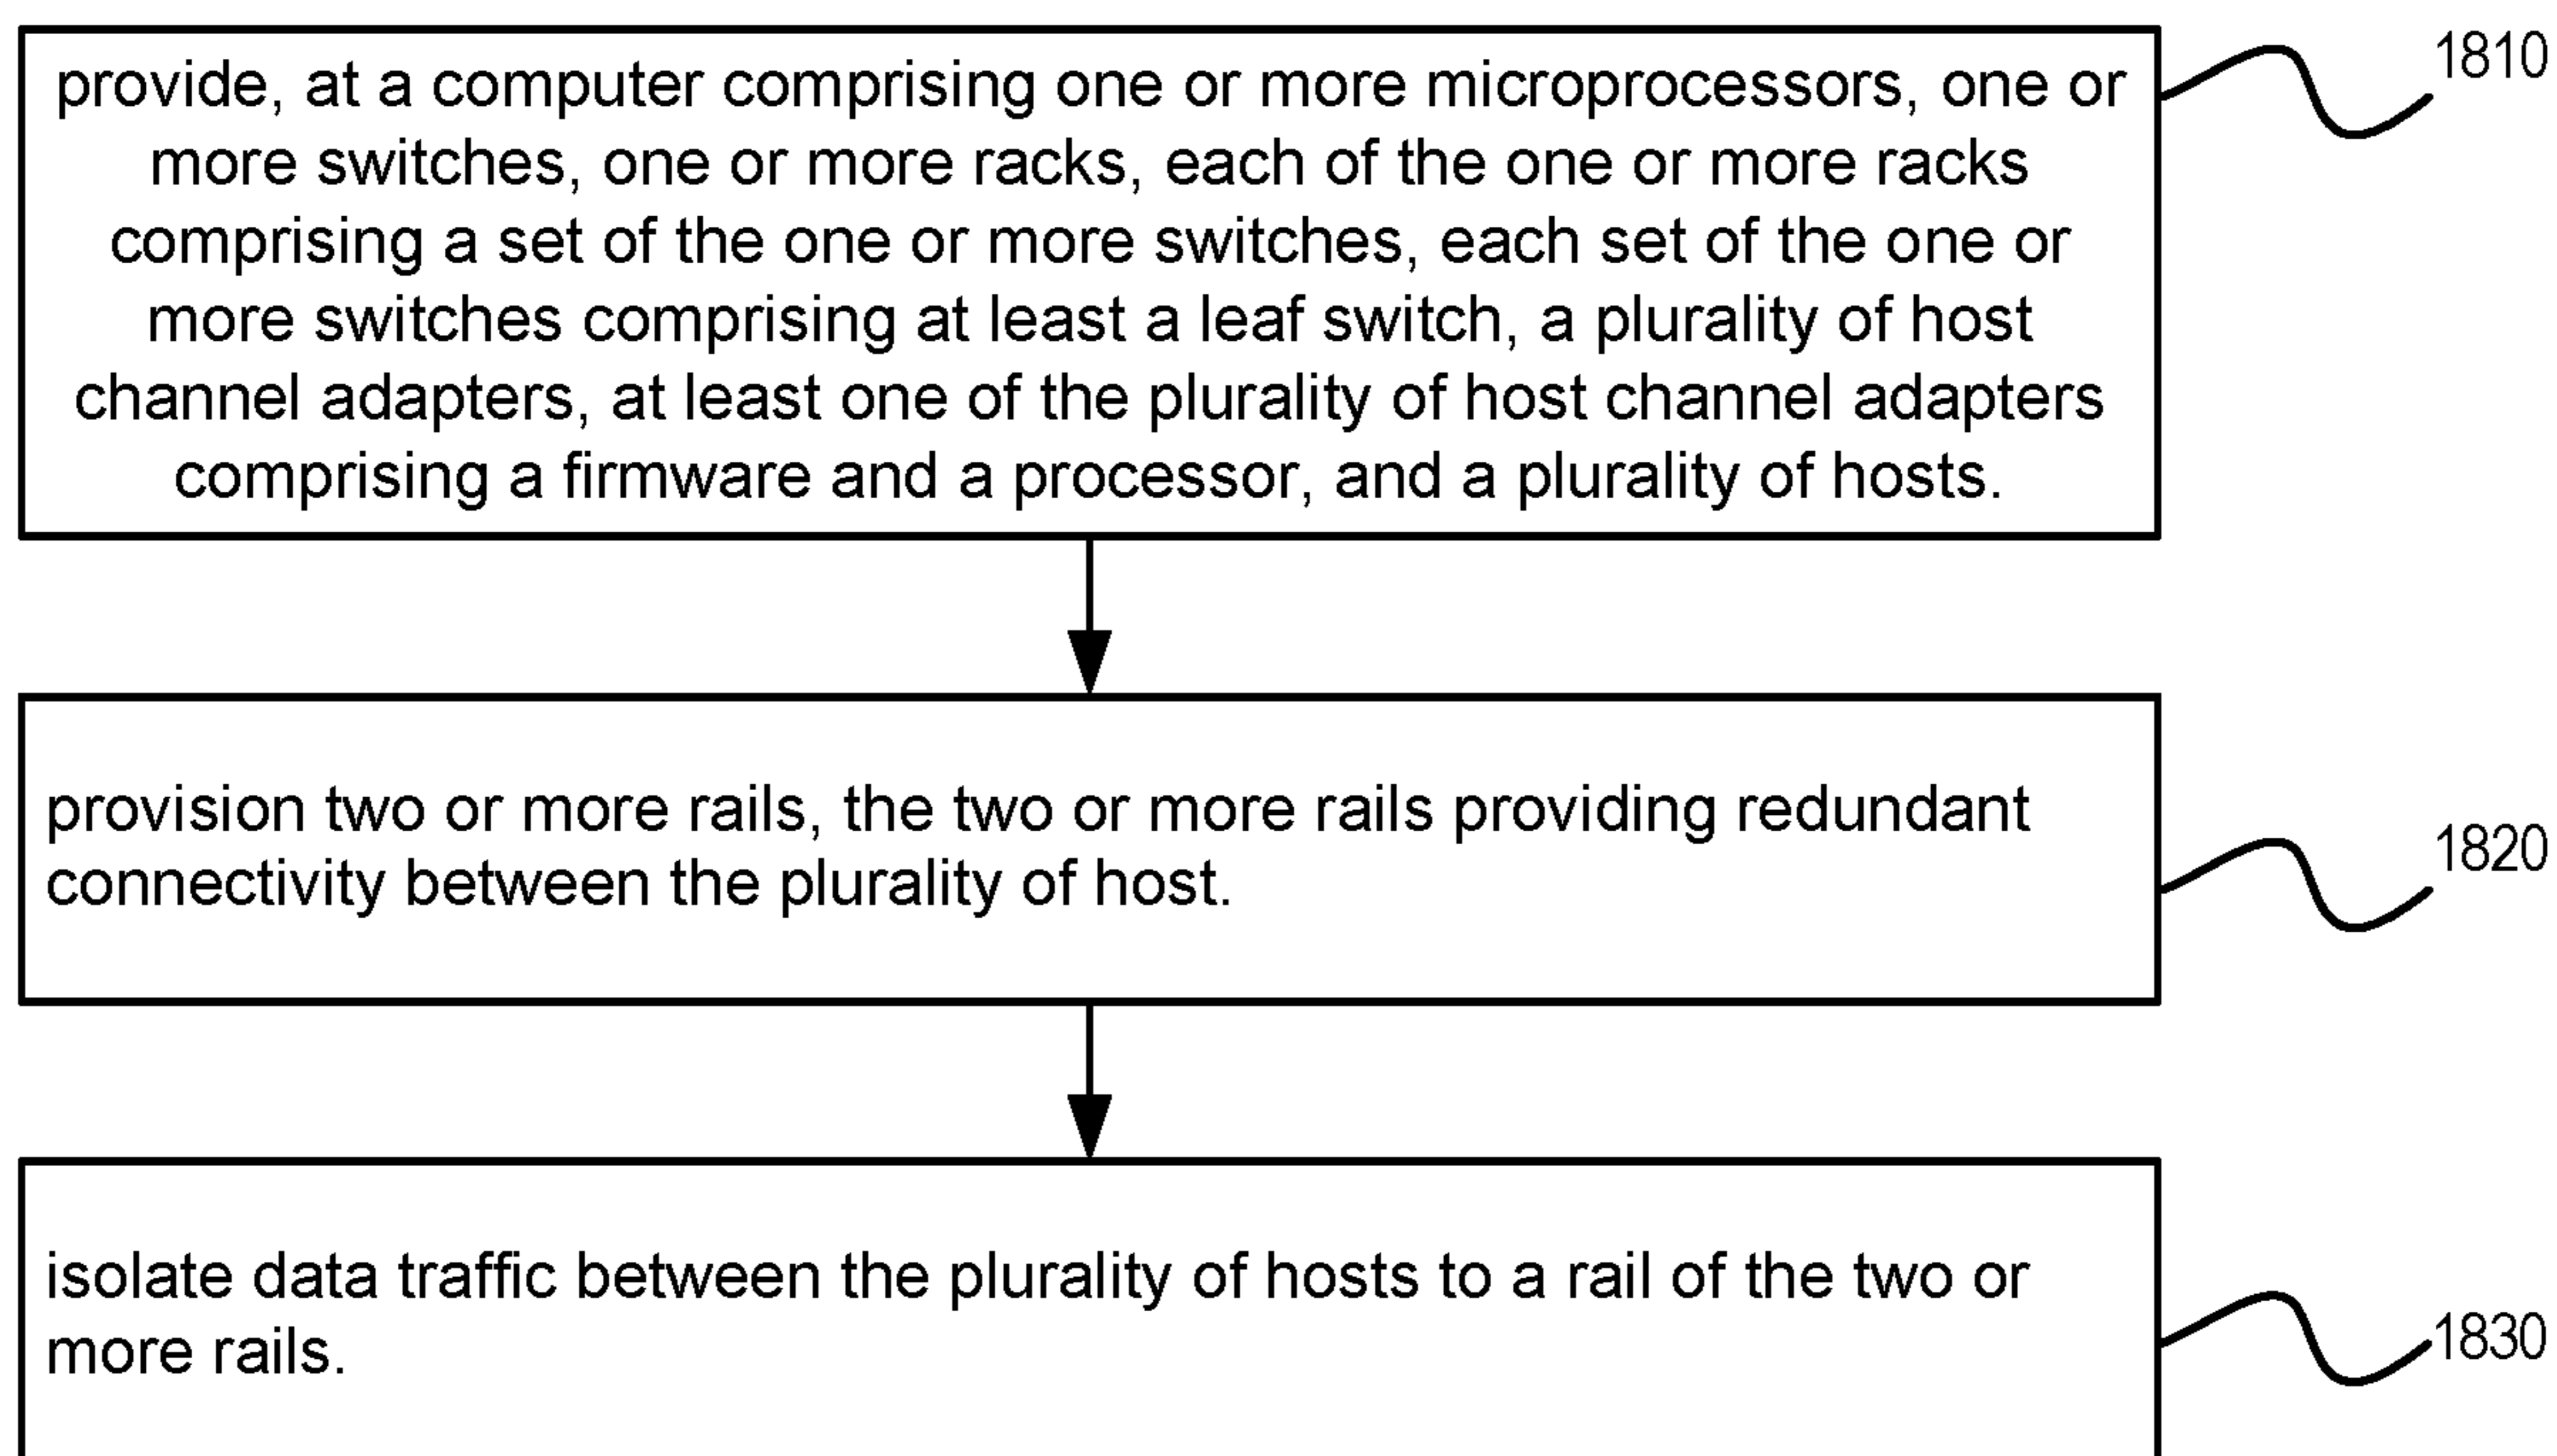 provide, at a computer comprising one or more microprocessors, one or
more switches, one or more racks, each of the one or more racks
comprising a set of the one or more switches, each set of the one or
more switches comprising at least a leaf switch, a plurality of host
channel adapters, at least one of the plurality of host channel adapters
comprising a firmware and a processor, and a plurality of hosts.
1810
provision two or more rails, the two or more rails providing redundant
connectivity between the plurality of host.
1820
isolate data traffic between the plurality of hosts to a rail of the two or
more rails.
1830